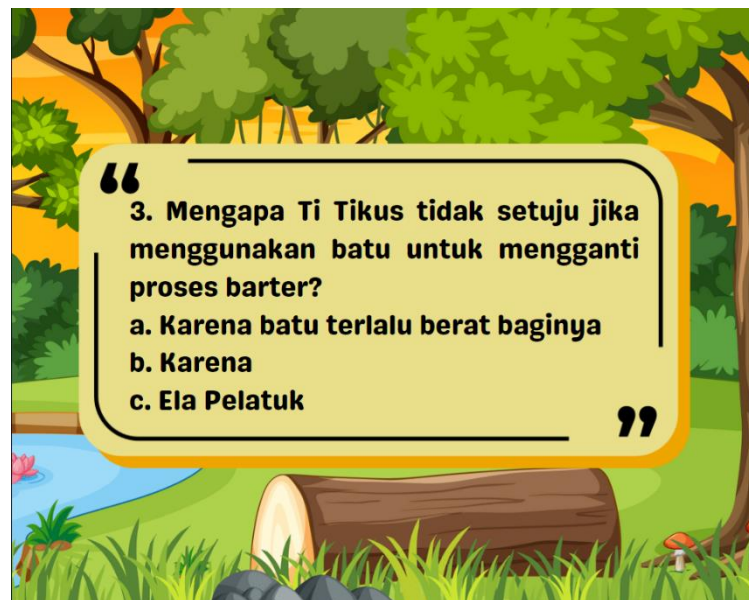 3. Mengapa Ti Tikus tidak setuju jika
menggunakan batu untuk mengganti
proses barter?
a. Karena batu terlalu berat baginya
b. Karena
c. Ela Pelatuk